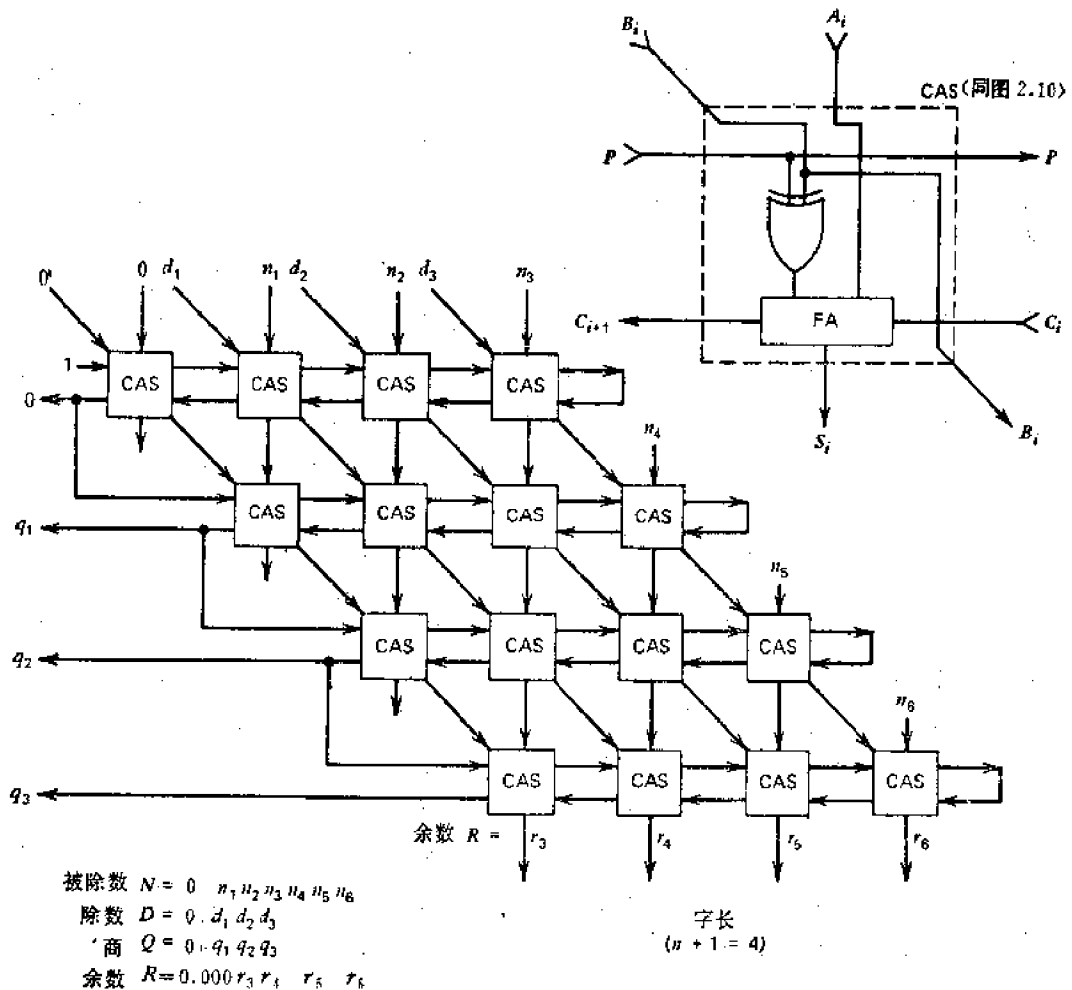 B_i
A_i
CAS(同图 2.10)
P
P
C_{i+1}
FA
C_i
S_i
B_i
0
0
d_1
n_1
d_2
n_2
d_3
n_3
1
CAS
CAS
CAS
CAS
0
n_4
CAS
CAS
CAS
CAS
q_1
n_5
CAS
CAS
CAS
CAS
q_2
n_6
CAS
CAS
CAS
CAS
q_3
余数 R =
r_3
r_4
r_5
r_6
被除数 N = 0 n_1 n_2 n_3 n_4 n_5 n_6
除数 D = 0. d_1 d_2 d_3
商 Q = 0. q_1 q_2 q_3
余数 R=0.000 r_3 r_4 r_5 r_6
字长
(n + 1 = 4)